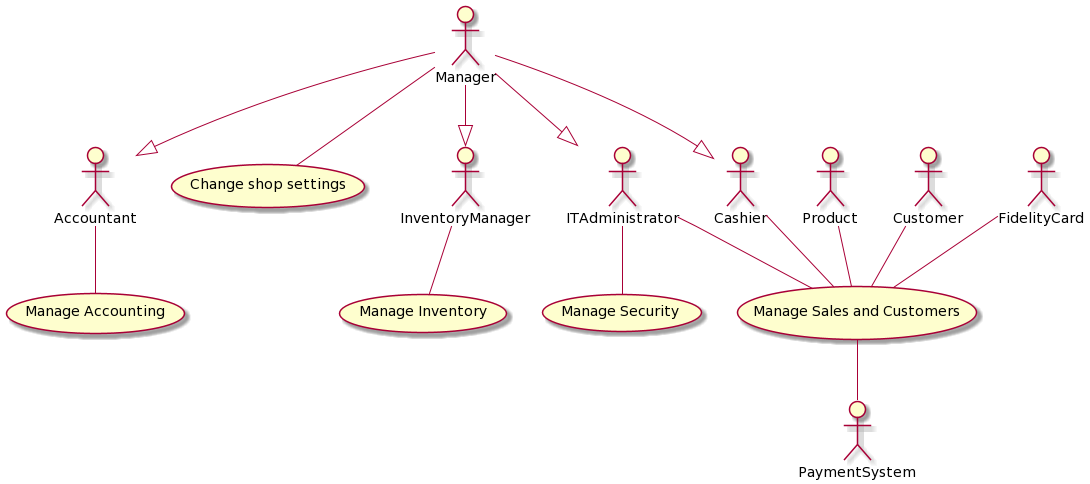 Manager
Accountant
Change shop settings
InventoryManager
ITAdministrator
Cashier
Product
Customer
FidelityCard
Manage Accounting
Manage Inventory
Manage Security
Manage Sales and Customers
PaymentSystem